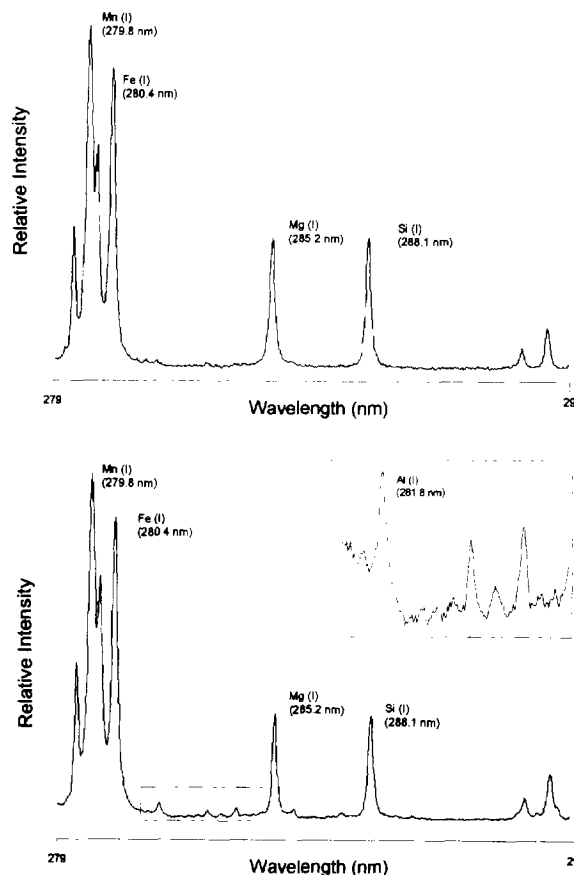 Mn (I)
(279.8 nm)
Fe (I)
(280.4 nm)
Mg (I)
(285.2 nm)
Si (I)
(288.1 nm)
Relative Intensity
279
Wavelength (nm)
Mn (I)
(279.8 nm)
Fe (I)
(280.4 nm)
Al (I)
(281.8 nm)
Mg (I)
(285.2 nm)
Si (I)
(288.1 nm)
Relative Intensity
279
Wavelength (nm)